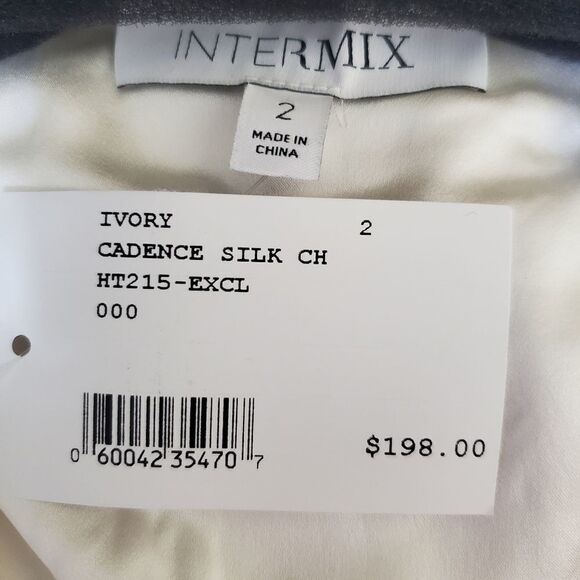 INTERMIX
2
MADE IN
CHINA
IVORY 2
CADENCE SILK CH
HT215-EXCL
000
0 60042 35470 7
$198.00